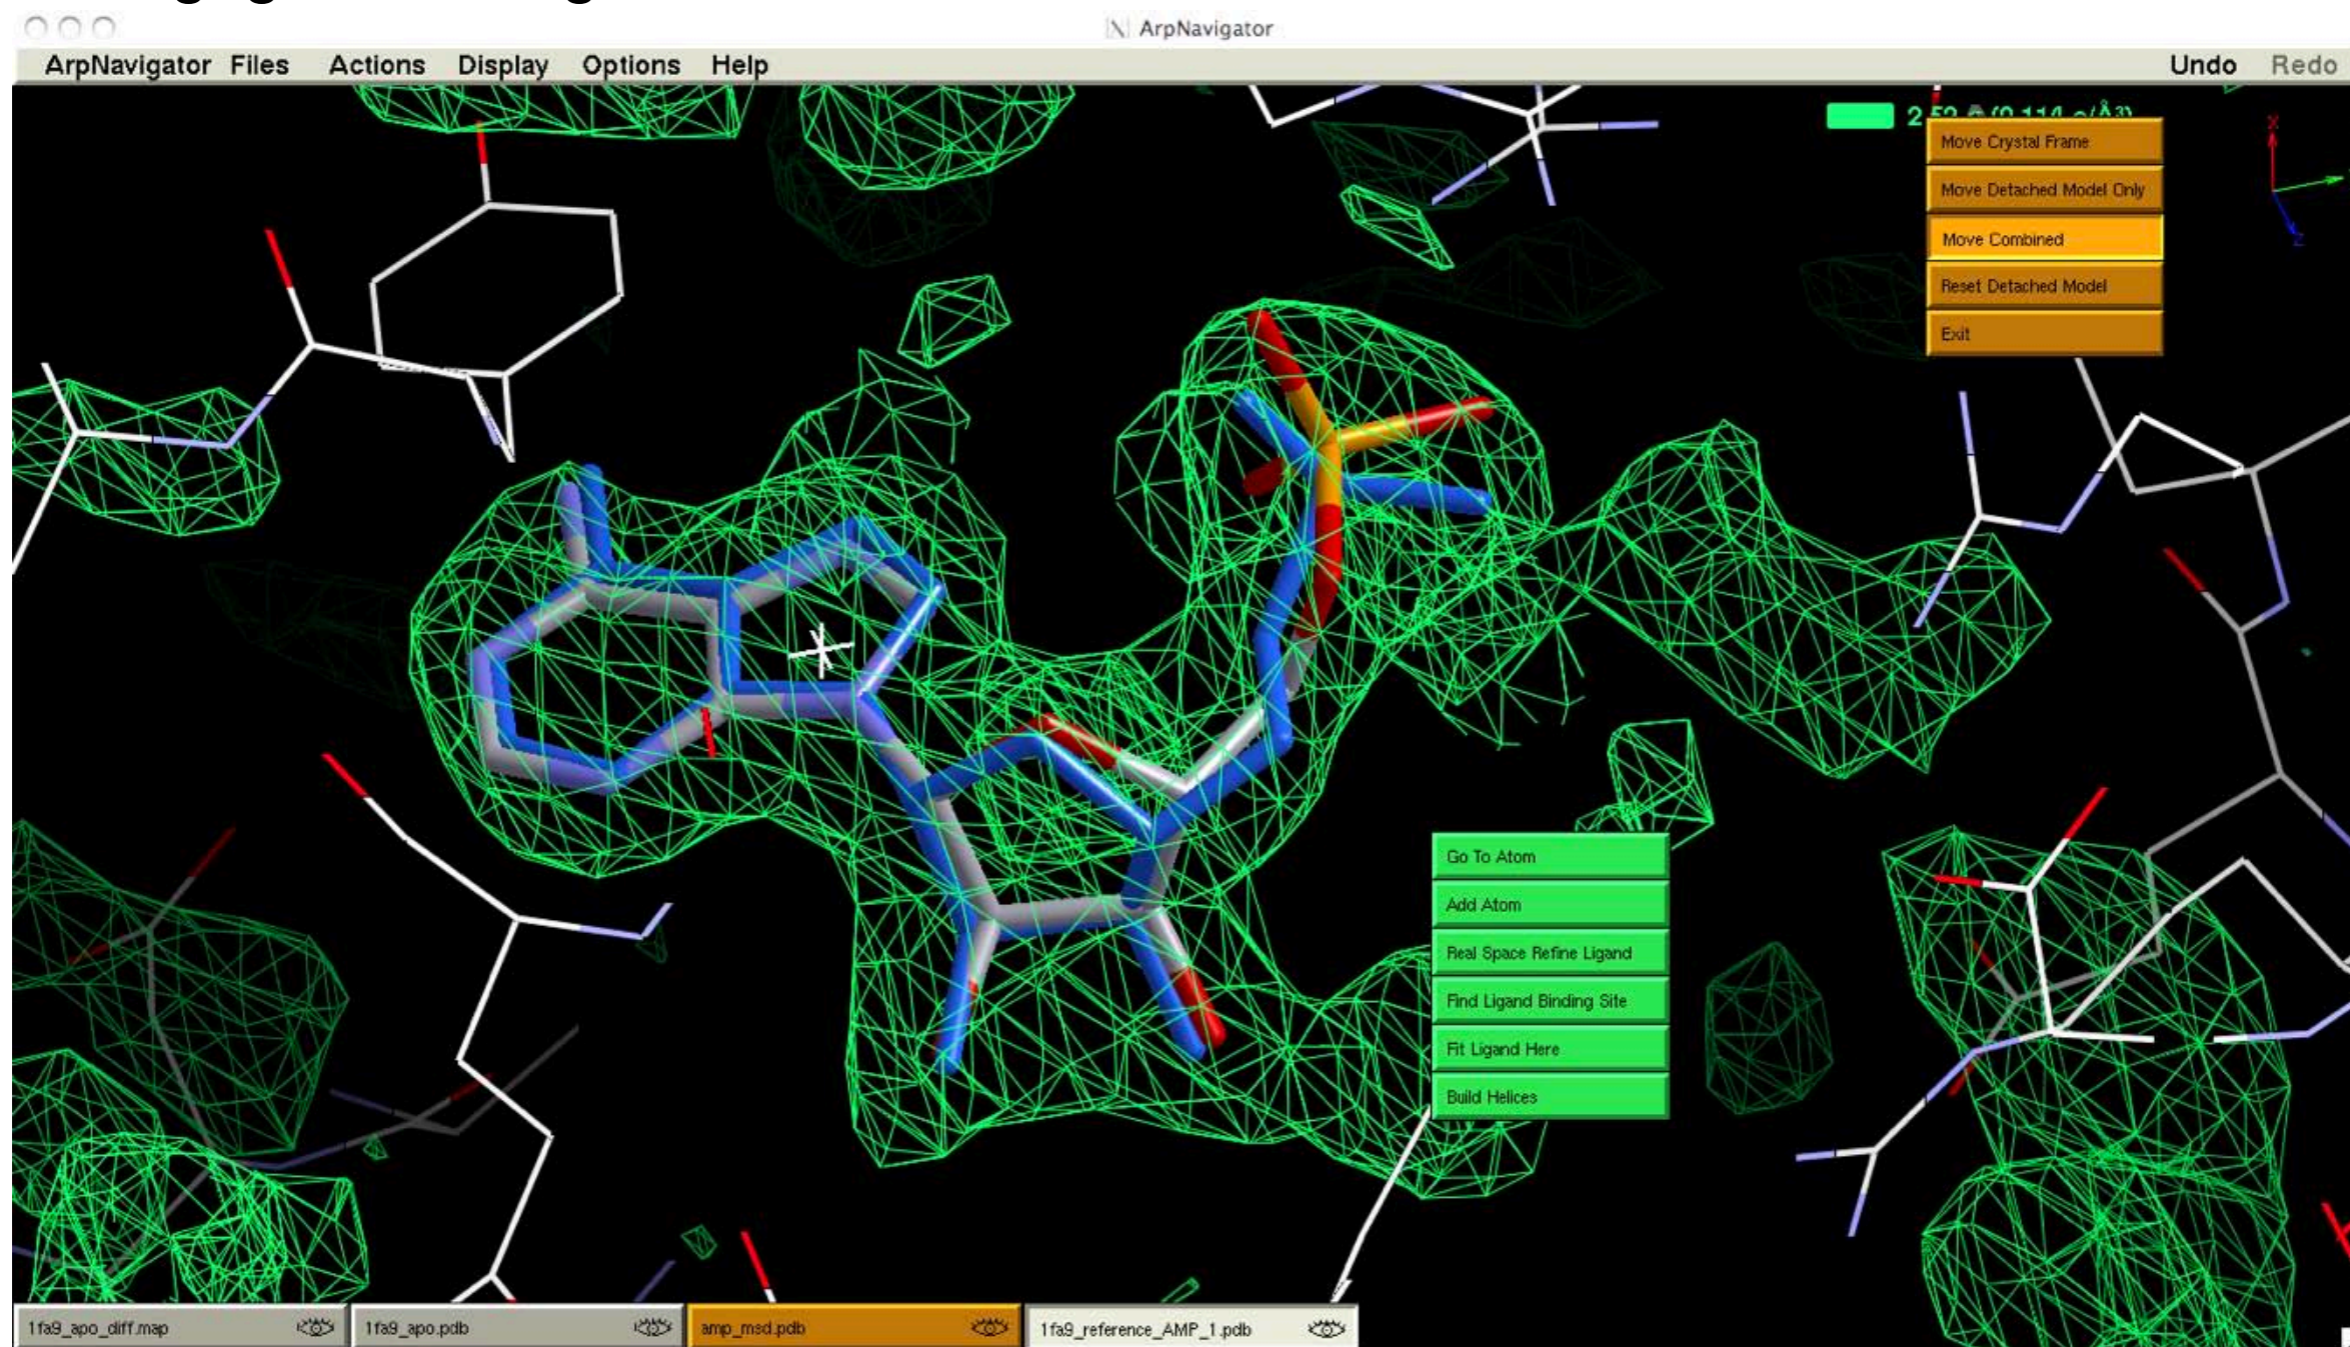 ArpNavigator
ArpNavigator Files Actions Display Options Help Undo Redo
Move Crystal Frame
Move Detached Model Only
Move Combined
Reset Detached Model
Exit
X
Z
Go To Atom
Add Atom
Real Space Refine Ligand
Find Ligand Binding Site
Fit Ligand Here
Build Helices
1fa9_apo_diff.map
1fa9_apo.pdb
amp_msd.pdb
1fa9_reference_AMP_1.pdb